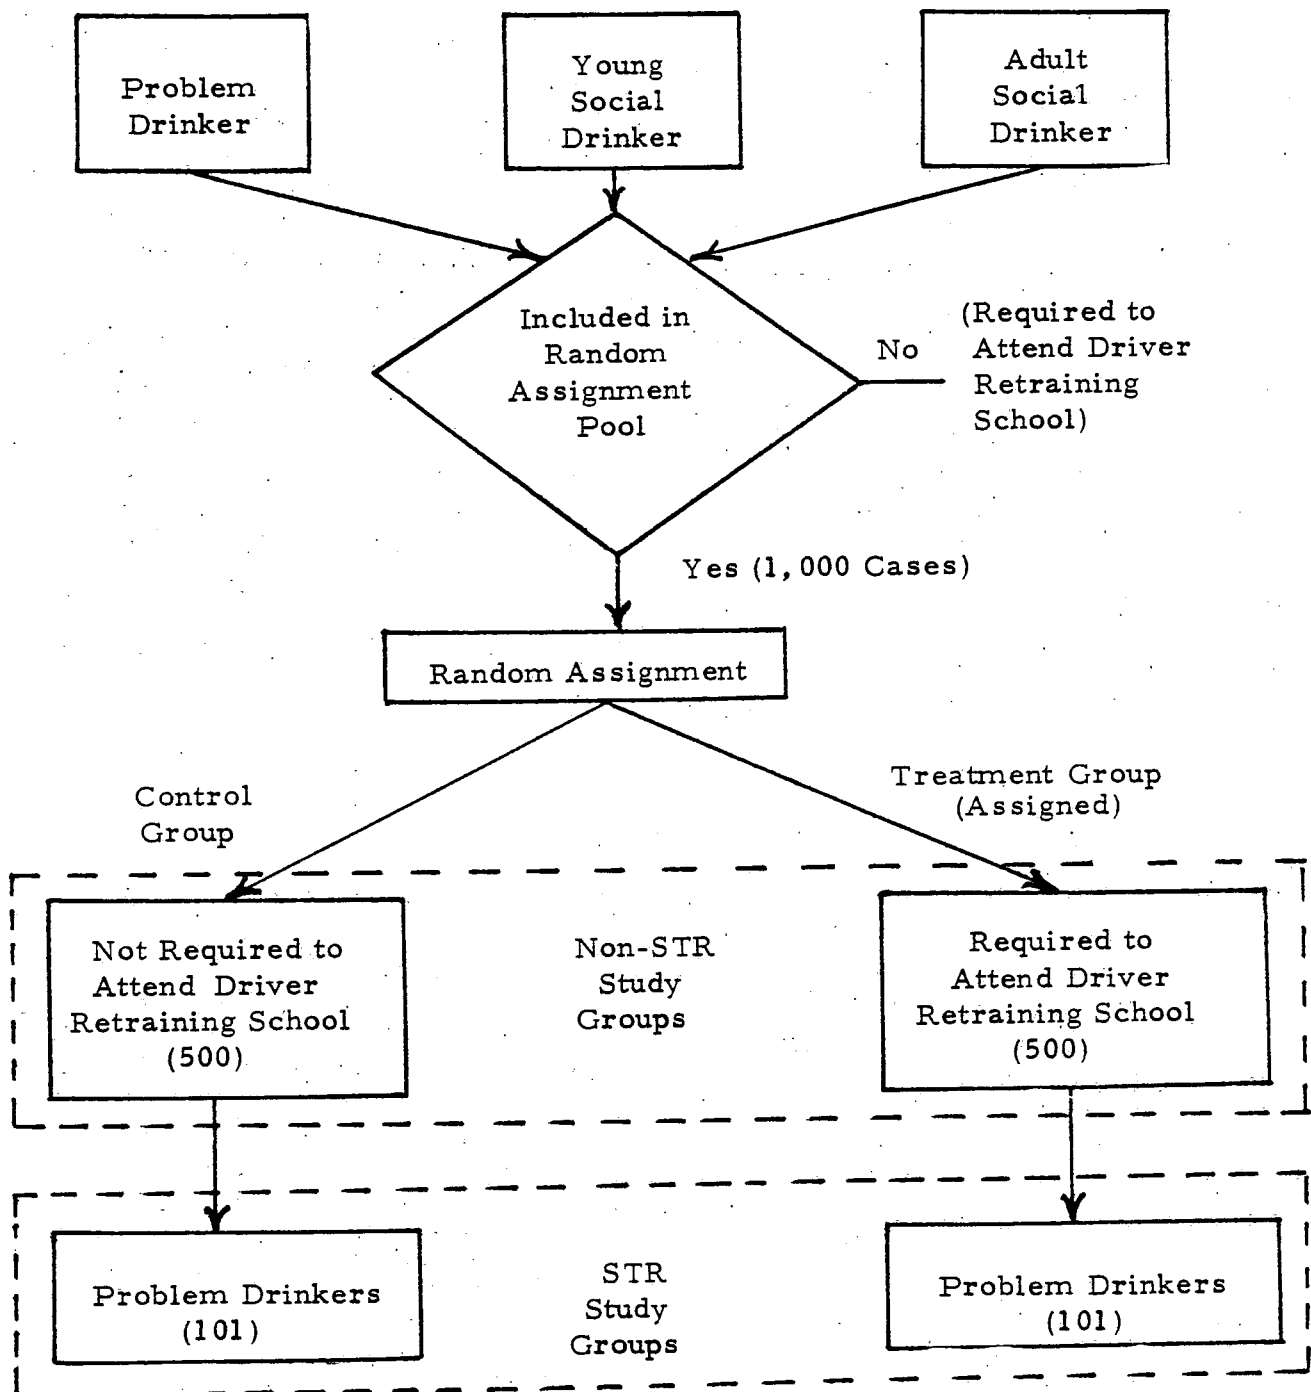 Problem
Drinker
Young
Social
Drinker
Adult
Social
Drinker
Included in
Random
Assignment
Pool
No
(Required to
Attend Driver
Retraining
School)
Yes (1,000 Cases)
Random Assignment
Control
Group
Treatment Group
(Assigned)
Not Required to
Attend Driver
Retraining School
(500)
Non-STR
Study
Groups
Required to
Attend Driver
Retraining School
(500)
Problem Drinkers
(101)
STR
Study
Groups
Problem Drinkers
(101)